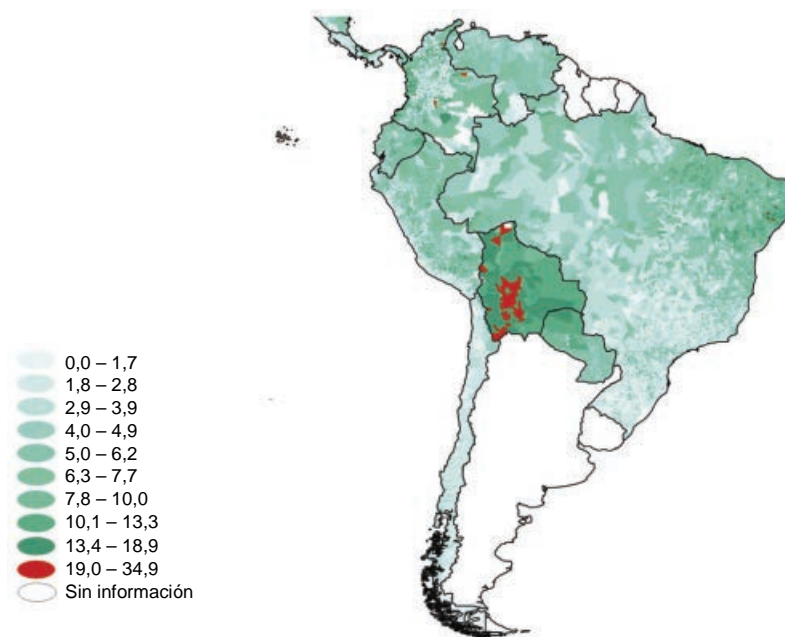 0,0 – 1,7
1,8 – 2,8
2,9 – 3,9
4,0 – 4,9
5,0 – 6,2
6,3 – 7,7
7,8 – 10,0
10,1 – 13,3
13,4 – 18,9
19,0 – 34,9
Sin información